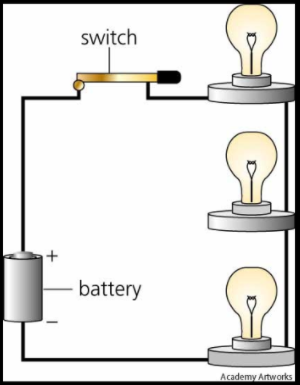 switch
+
battery
–
Academy Artworks